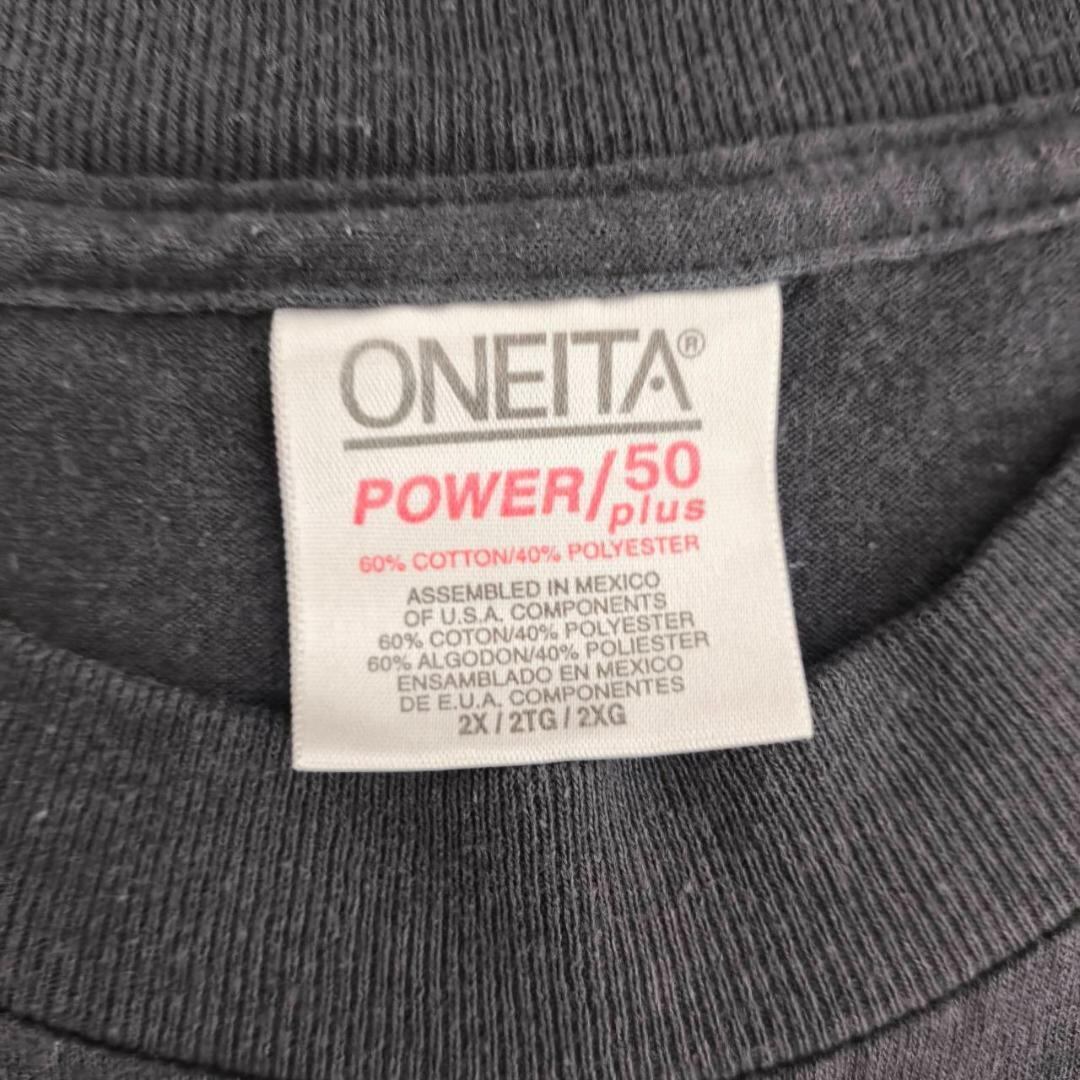 ONEITA®
POWER/50
plus
60% COTTON/40% POLYESTER
ASSEMBLED IN MEXICO
OF U.S.A. COMPONENTS
60% COTON/40% POLYESTER
60% ALGODON/40% POLIESTER
ENSAMBLADO EN MEXICO
DE E.U.A. COMPONENTES
2X / 2TG / 2XG